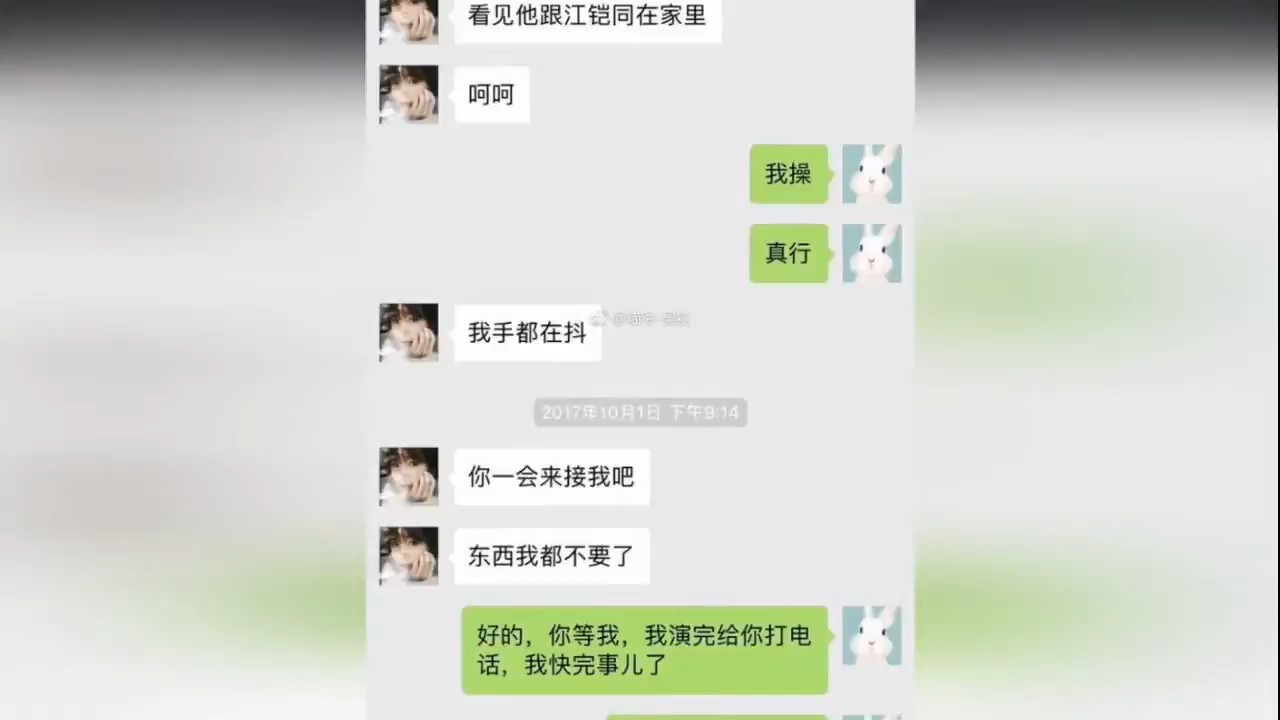 看见他跟江铠同在家里
呵呵
我操
真行
我手都在抖
2017年10月1日 下午9:14
你一会来接我吧
东西我都不要了
好的，你等我，我演完给你打电
话，我快完事儿了